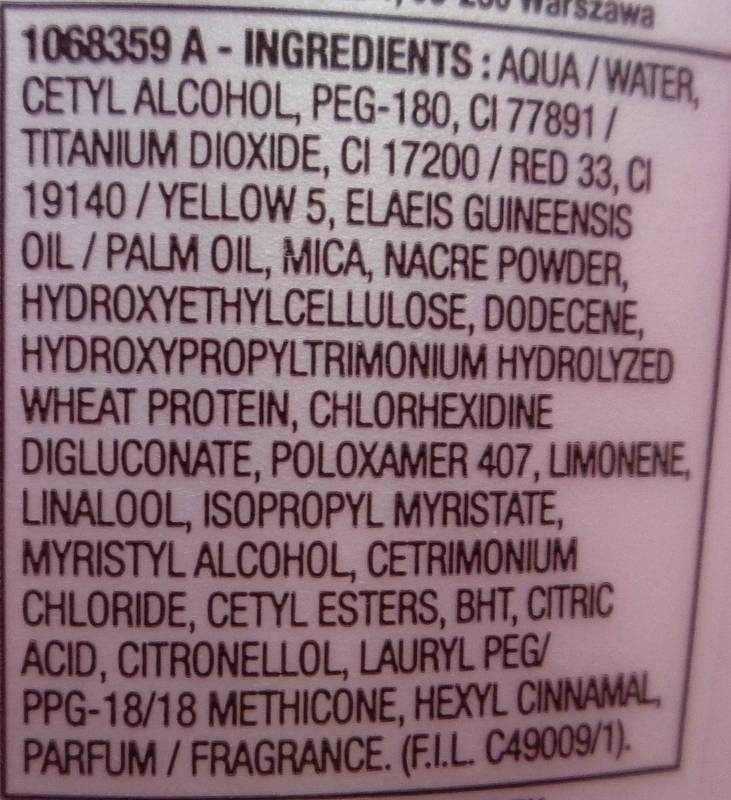 Warszawa
1068359 A - INGREDIENTS : AQUA / WATER,
CETYL ALCOHOL, PEG-180, CI 77891 /
TITANIUM DIOXIDE, CI 17200 / RED 33, CI
19140 / YELLOW 5, ELAEIS GUINEENSIS
OIL / PALM OIL, MICA, NACRE POWDER,
HYDROXYETHYLCELLULOSE, DODECENE,
HYDROXYPROPYLTRIMONIUM HYDROLYZED
WHEAT PROTEIN, CHLORHEXIDINE
DIGLUCONATE, POLOXAMER 407, LIMONENE,
LINALOOL, ISOPROPYL MYRISTATE,
MYRISTYL ALCOHOL, CETRIMONIUM
CHLORIDE, CETYL ESTERS, BHT, CITRIC
ACID, CITRONELLOL, LAURYL PEG/
PPG-18/18 METHICONE, HEXYL CINNAMAL,
PARFUM / FRAGRANCE. (F.I.L. C49009/1).